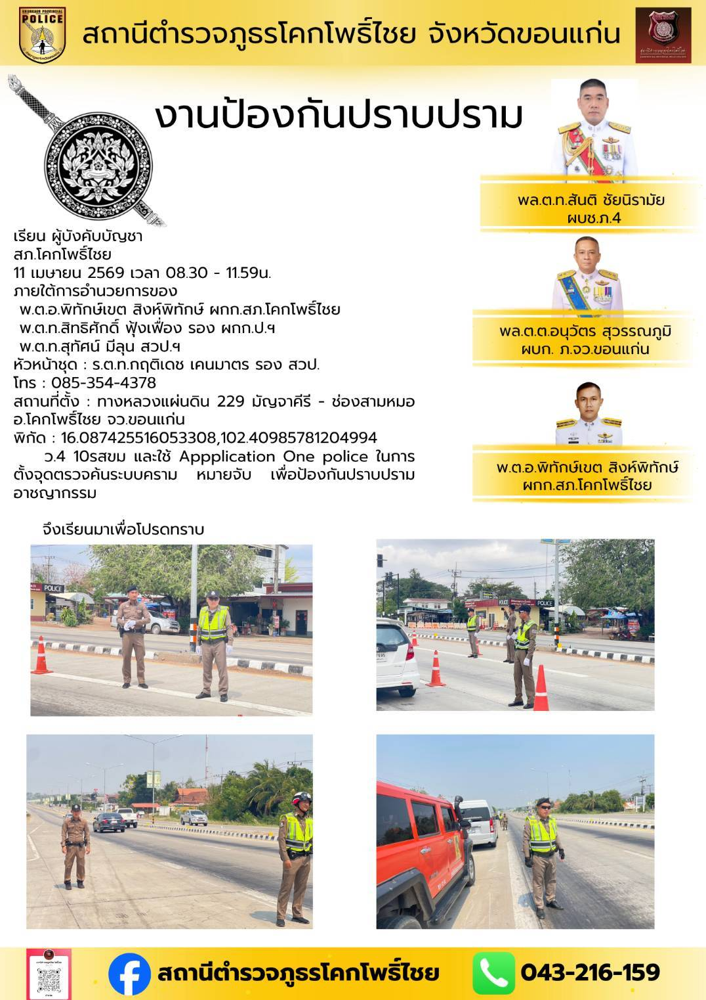 KHONKAEN PROVINCIAL
POLICE
สถานีตำรวจภูธรโคกโพธิ์ไชย จังหวัดขอนแก่น
งานป้องกันปราบปราม
พล.ต.ท.สันติ ชัยนิรามัย
ผบช.ภ.4
พล.ต.ต.อนุวัตร สุวรรณภูมิ
ผบก. ภ.จว.ขอนแก่น
พ.ต.อ.พิทักษ์เขต สิงห์พิทักษ์
ผกก.สภ.โคกโพธิ์ไชย
เรียน ผู้บังคับบัญชา
สภ.โคกโพธิ์ไชย
11 เมษายน 2569 เวลา 08.30 - 11.59น.
ภายใต้การอำนวยการของ
พ.ต.อ.พิทักษ์เขต สิงห์พิทักษ์ ผกก.สภ.โคกโพธิ์ไชย
พ.ต.ท.สิทธิศักดิ์ ฟุ้งเฟื่อง รอง ผกก.ป.ฯ
พ.ต.ท.สุทัศน์ มีลุน สวป.ฯ
หัวหน้าชุด : ร.ต.ท.กฤติเดช เคนมาตร รอง สวป.
โทร : 085-354-4378
สถานที่ตั้ง : ทางหลวงแผ่นดิน 229 มัญจาคีรี - ช่องสามหมอ
อ.โคกโพธิ์ไชย จว.ขอนแก่น
พิกัด : 16.087425516053308,102.40985781204994
ว.4 10รสขม และใช้ Appplication One police ในการ
ตั้งจุดตรวจค้นระบบคราม หมายจับ เพื่อป้องกันปราบปราม
อาชญากรรม
จึงเรียนมาเพื่อโปรดทราบ
POLICE
POLICE
POLICE
สถานีตำรวจภูธรโคกโพธิ์ไชย
043-216-159